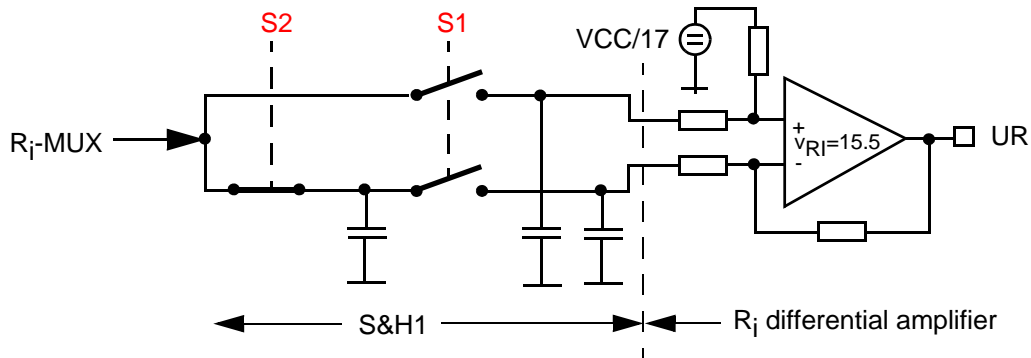 S2
S1
VCC/17
Ri-MUX
+
vRI=15.5
-
UR
S&H1
Ri differential amplifier